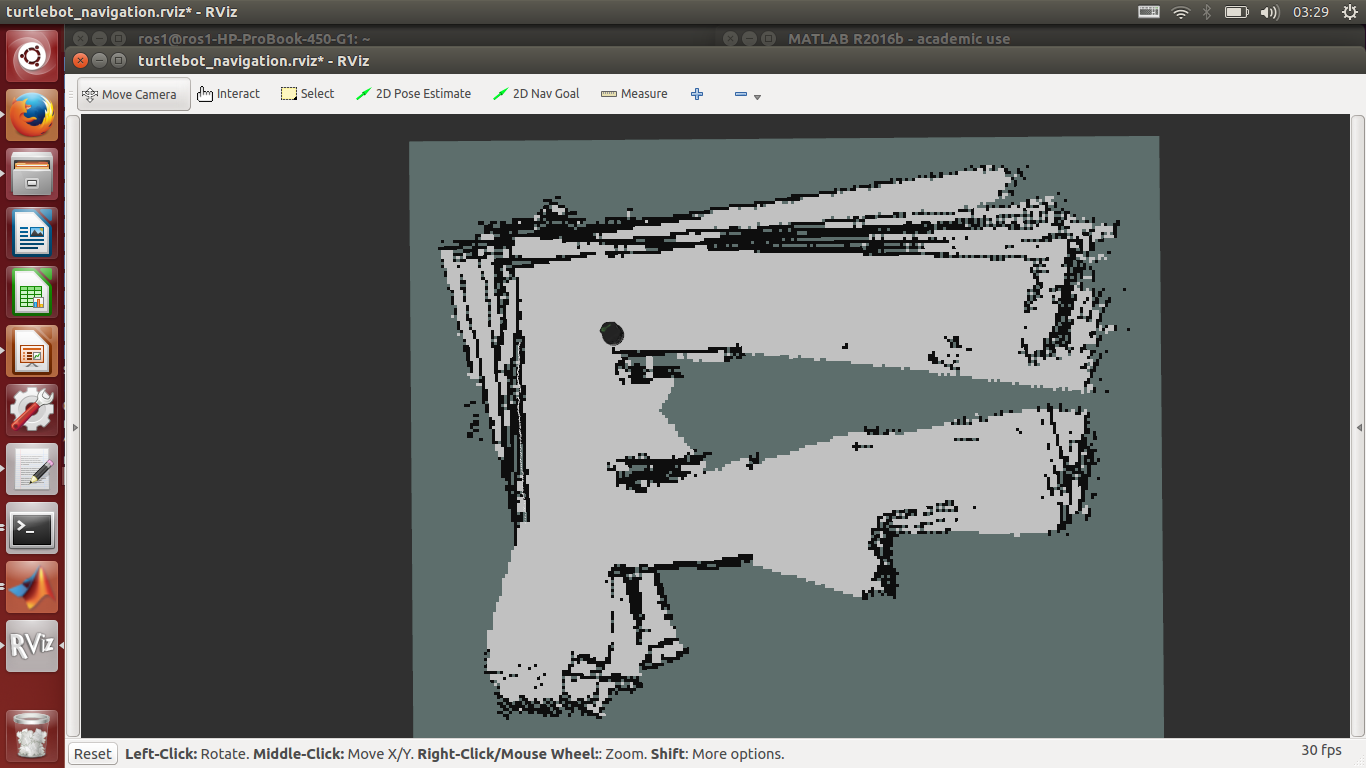 turtlebot_navigation.rviz* - RViz
03:29
ros1@ros1-HP-ProBook-450-G1: ~
MATLAB R2016b - academic use
turtlebot_navigation.rviz* - RViz
Move Camera
Interact
Select
2D Pose Estimate
2D Nav Goal
Measure
RViz
Reset
Left-Click: Rotate. Middle-Click: Move X/Y. Right-Click/Mouse Wheel:: Zoom. Shift: More options.
30 fps